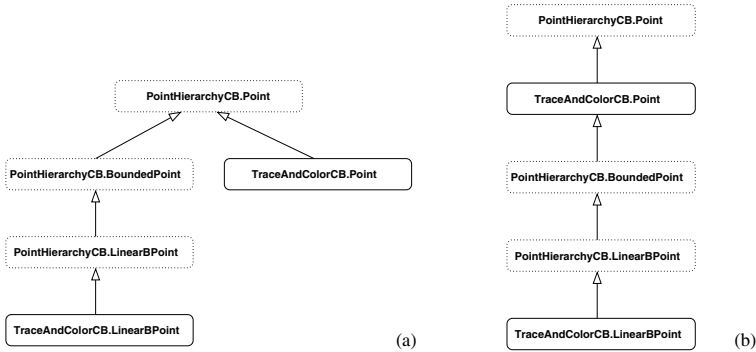 PointHierarchyCB.Point
PointHierarchyCB.BoundedPoint
TraceAndColorCB.Point
PointHierarchyCB.LinearBPoint
TraceAndColorCB.LinearBPoint
(a)
PointHierarchyCB.Point
TraceAndColorCB.Point
PointHierarchyCB.BoundedPoint
PointHierarchyCB.LinearBPoint
TraceAndColorCB.LinearBPoint
(b)